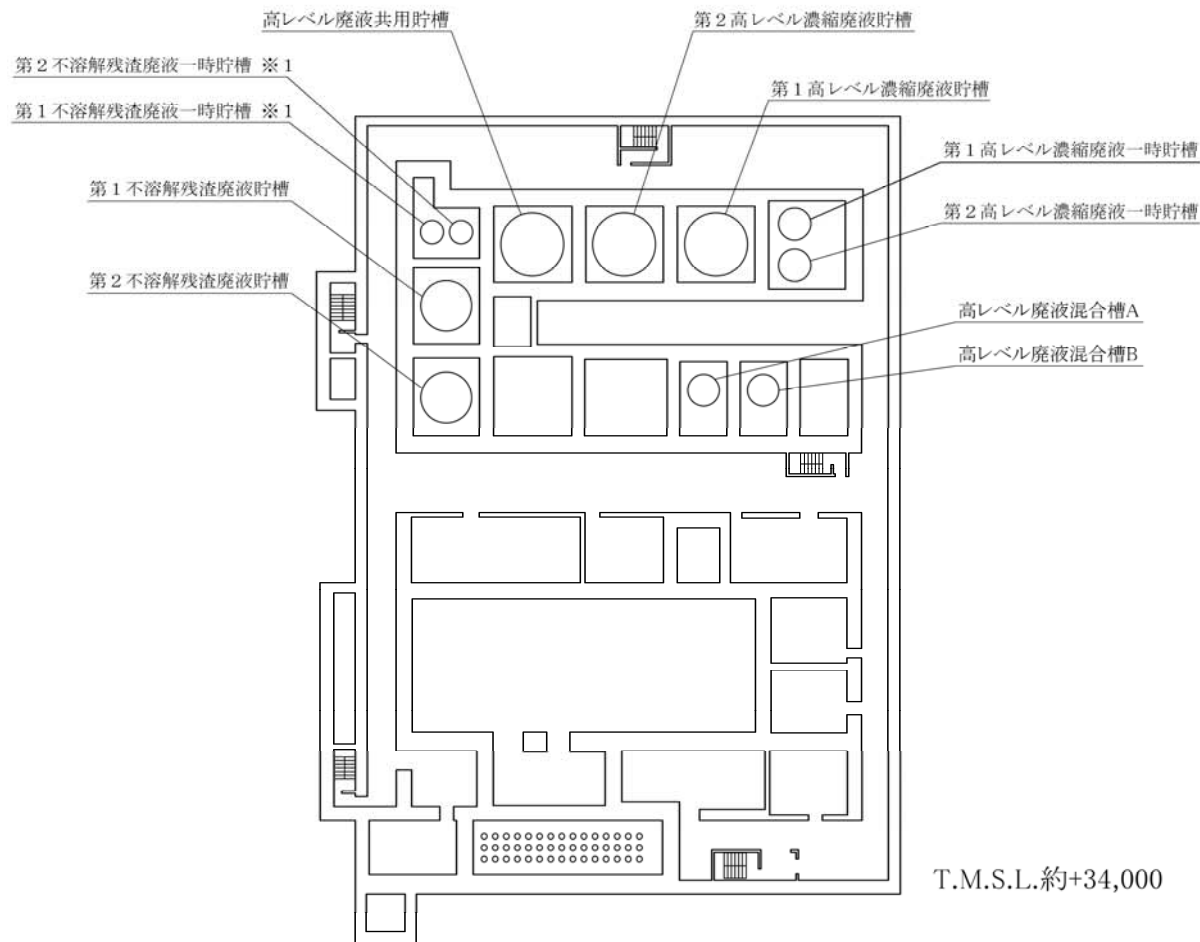 高レベル廃液共用貯槽
第2高レベル濃縮廃液貯槽
第2不溶解残渣廃液一時貯槽 ※1
第1高レベル濃縮廃液貯槽
第1不溶解残渣廃液一時貯槽 ※1
第1高レベル濃縮廃液一時貯槽
第1不溶解残渣廃液貯槽
第2高レベル濃縮廃液一時貯槽
第2不溶解残渣廃液貯槽
高レベル廃液混合槽A
高レベル廃液混合槽B
T.M.S.L.約+34,000